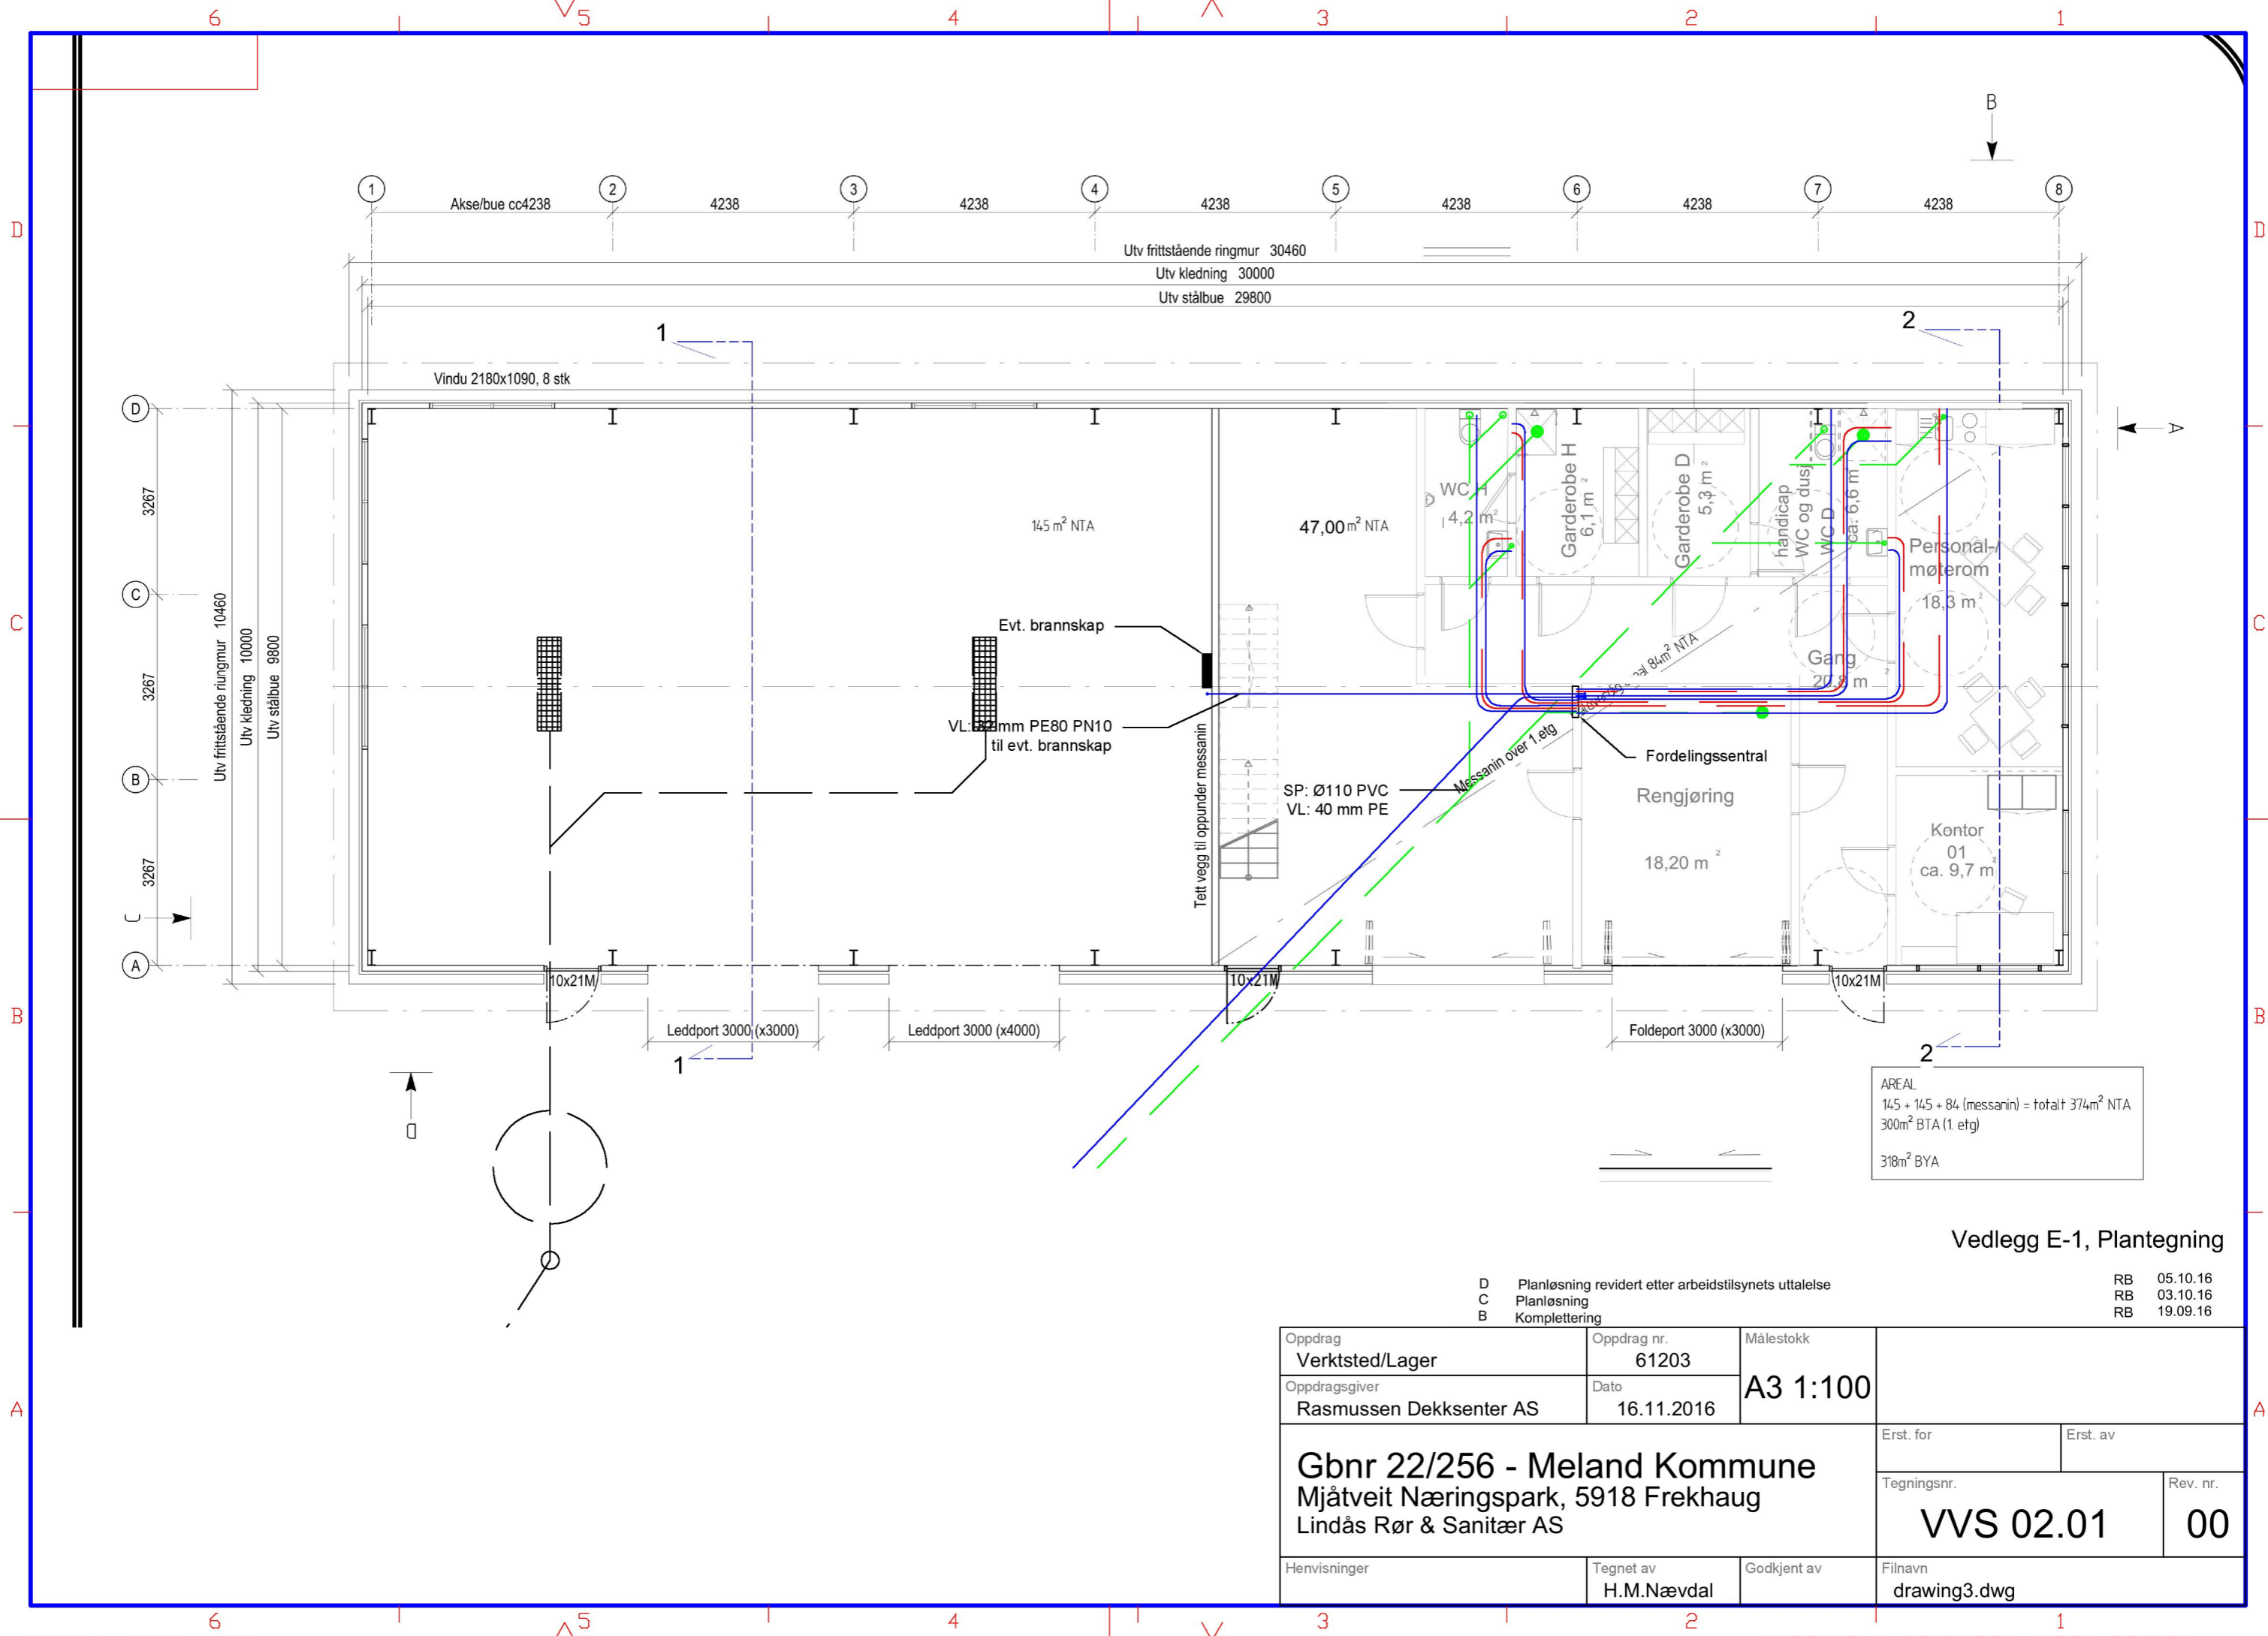 6 5 4 3 2 1
B
1 2 3 4 5 6 7 8
Akse/bue cc4238 4238 4238 4238 4238 4238 4238
D D
Utv frittstående ringmur 30460
Utv kledning 30000
Utv stålbue 29800
1 2
Vindu 2180x1090, 8 stk
D
A
3267
145 m² NTA
47,00 m² NTA
WC H
4,2 m²
Garderobe H
6,1 m²
Garderobe D
5,3 m²
handicap
WC og dusj
WC D
ca. 6,6 m²
Personal-/
møterom
18,3 m²
C
C C
Utv frittstående riungmur 10460
Utv kledning 10000
Utv stålbue 9800
Evt. brannskap
84m² NTA
Gang
20,8 m²
3267
VL: 32 mm PE80 PN10
til evt. brannskap
Tett vegg til oppunder messanin
Messanin over 1.etg
Fordelingssentral
B
SP: Ø110 PVC
VL: 40 mm PE
Rengjøring
18,20 m²
Kontor
01
ca. 9,7 m²
3267
C
A
10x21M 10x21M 10x21M
B B
Leddport 3000 (x3000) Leddport 3000 (x4000) Foldeport 3000 (x3000)
1 2
D
AREAL
145 + 145 + 84 (messanin) = totalt 374m² NTA
300m² BTA (1. etg)
318m² BYA
Vedlegg E-1, Plantegning
D Planløsning revidert etter arbeidstilsynets uttalelse RB 05.10.16
C Planløsning RB 03.10.16
B Komplettering RB 19.09.16
A A
Oppdrag
Verktsted/Lager
Oppdrag nr.
61203
Målestokk
A3 1:100
Oppdragsgiver
Rasmussen Dekksenter AS
Dato
16.11.2016
Gbnr 22/256 - Meland Kommune
Mjåtveit Næringspark, 5918 Frekhaug
Lindås Rør & Sanitær AS
Erst. for
Erst. av
Tegningsnr.
VVS 02.01
Rev. nr.
00
Henvisninger
Tegnet av
H.M.Nævdal
Godkjent av
Filnavn
drawing3.dwg
6 5 4 3 2 1